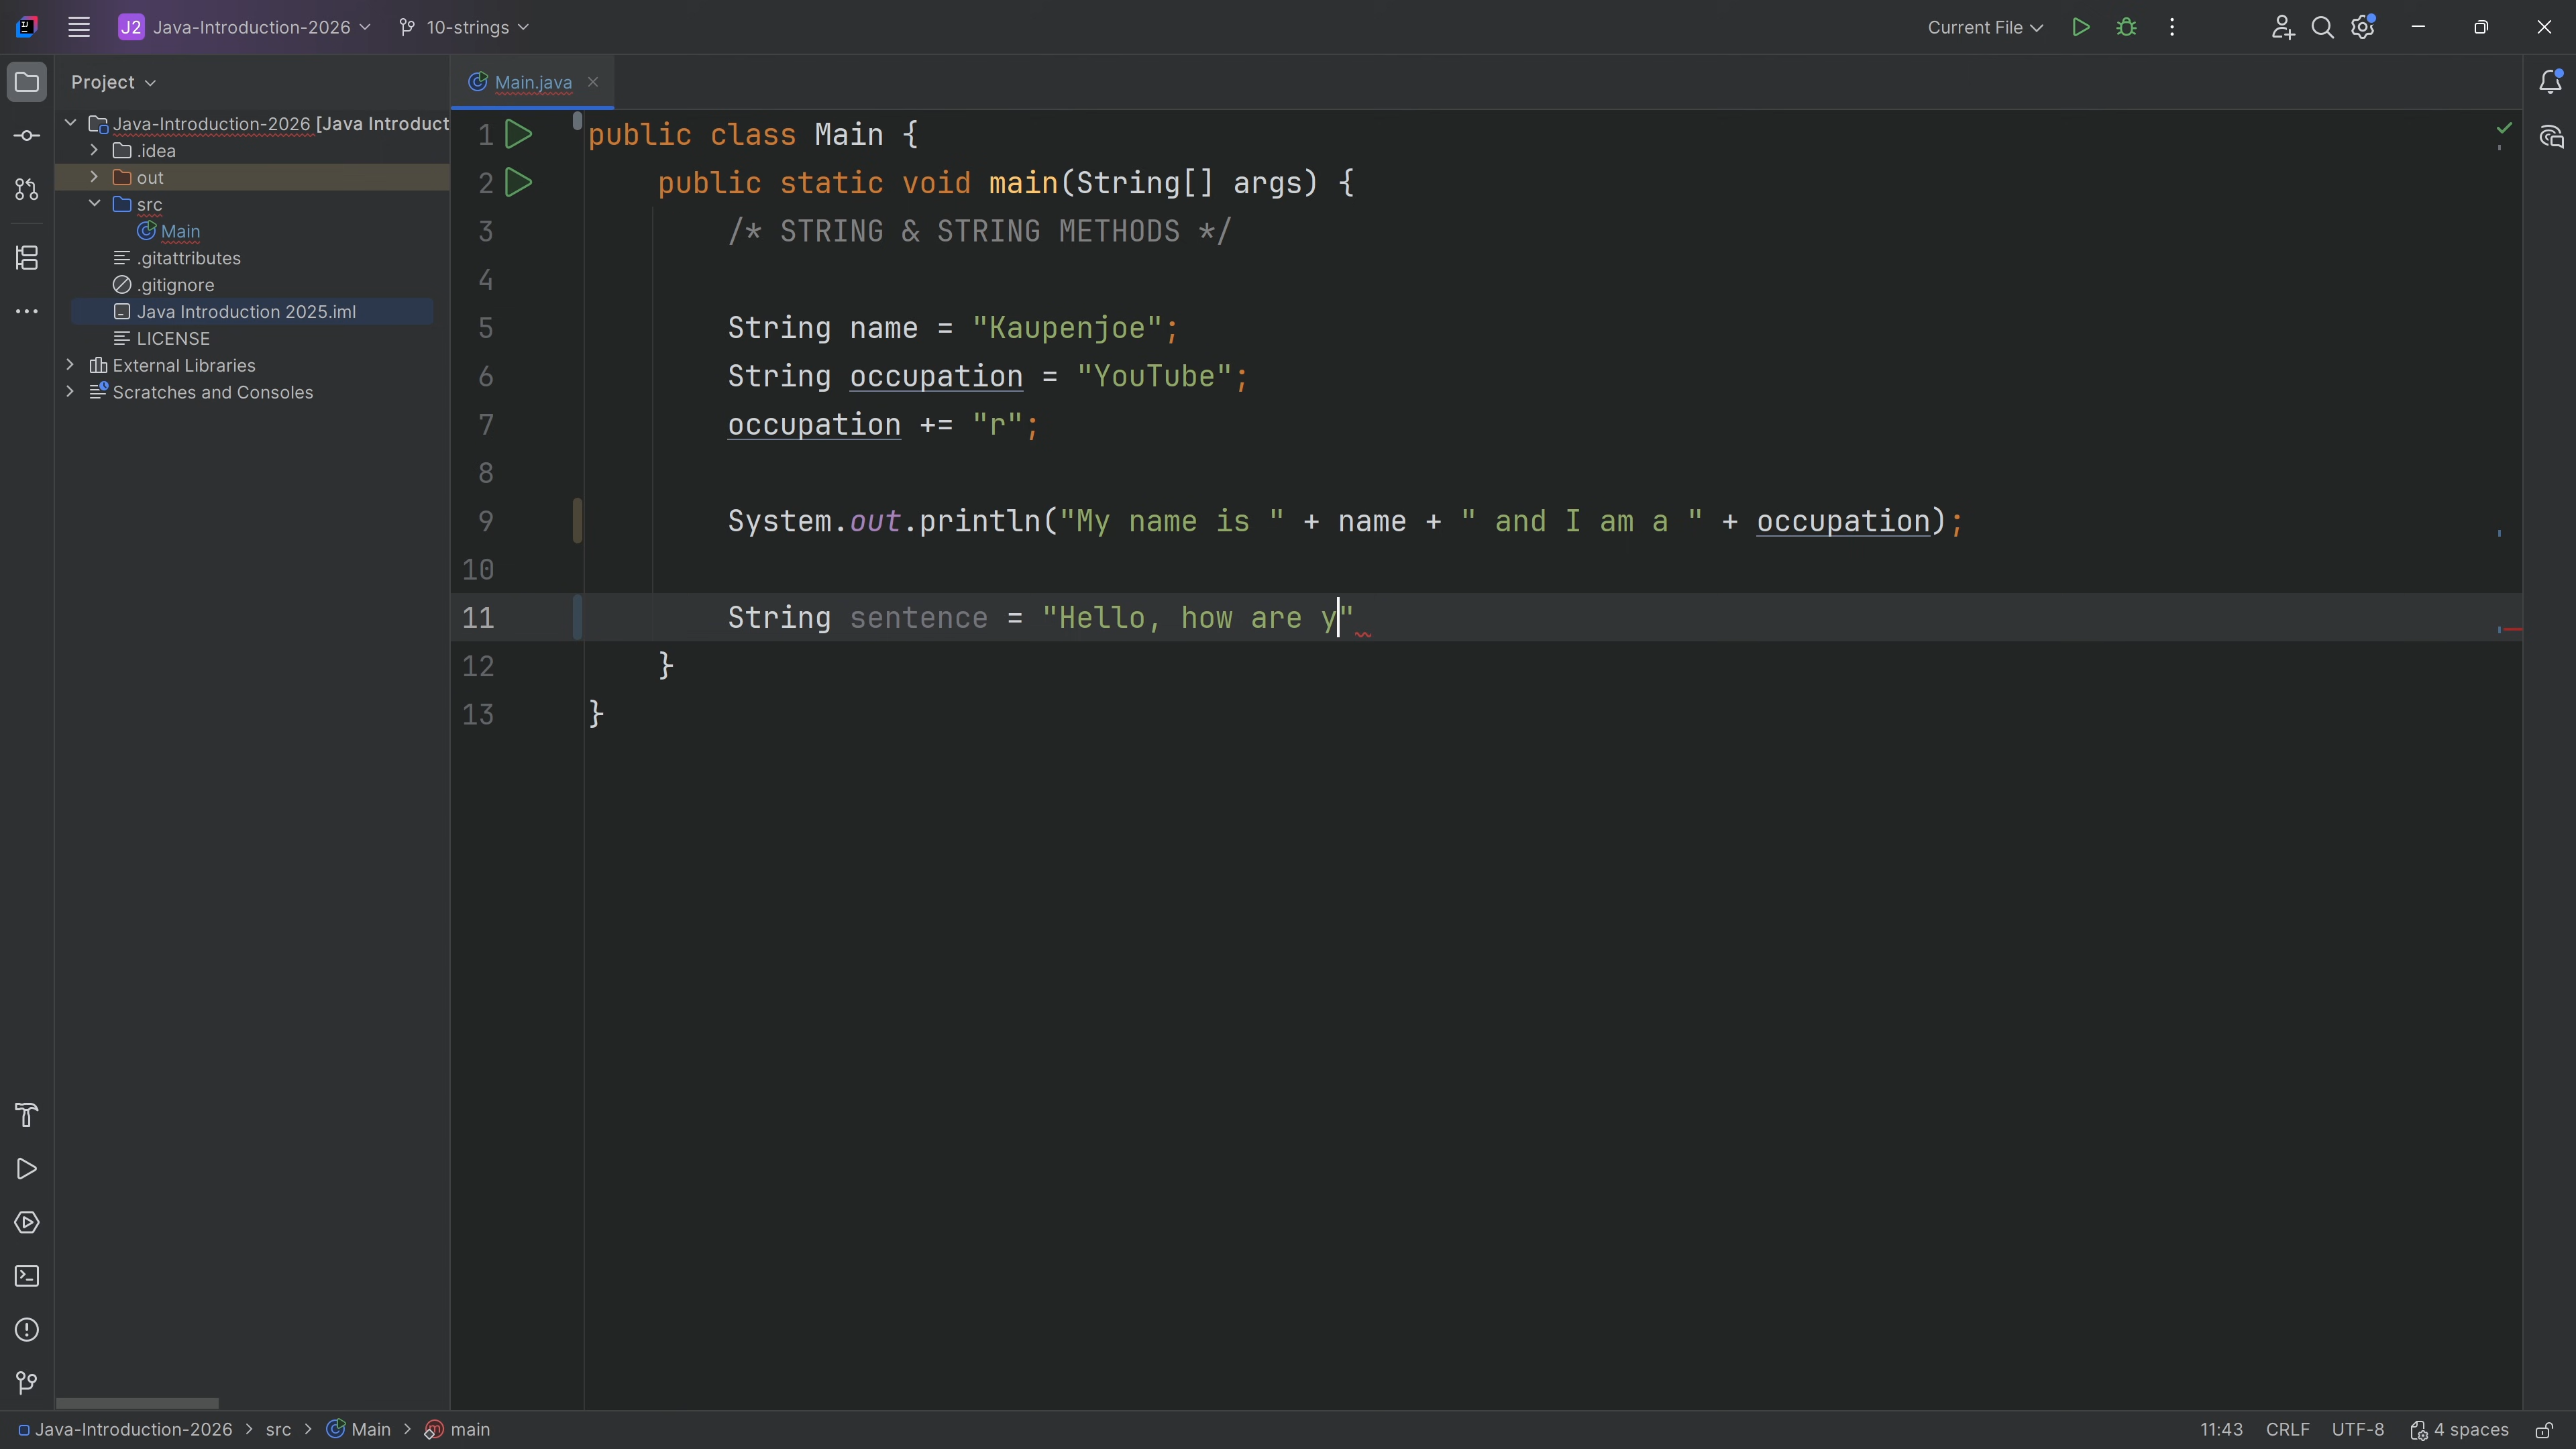 J2 Java-Introduction-2026 10-strings Current File
Project
Main.java
Java-Introduction-2026 [Java Introduct
.idea
out
src
Main
.gitattributes
.gitignore
Java Introduction 2025.iml
LICENSE
External Libraries
Scratches and Consoles
1 public class Main {
2 public static void main(String[] args) {
3 /* STRING & STRING METHODS */
4
5 String name = "Kaupenjoe";
6 String occupation = "YouTube";
7 occupation += "r";
8
9 System.out.println("My name is " + name + " and I am a " + occupation);
10
11 String sentence = "Hello, how are y"
12 }
13 }
Java-Introduction-2026 > src > Main > main 11:43 CRLF UTF-8 4 spaces